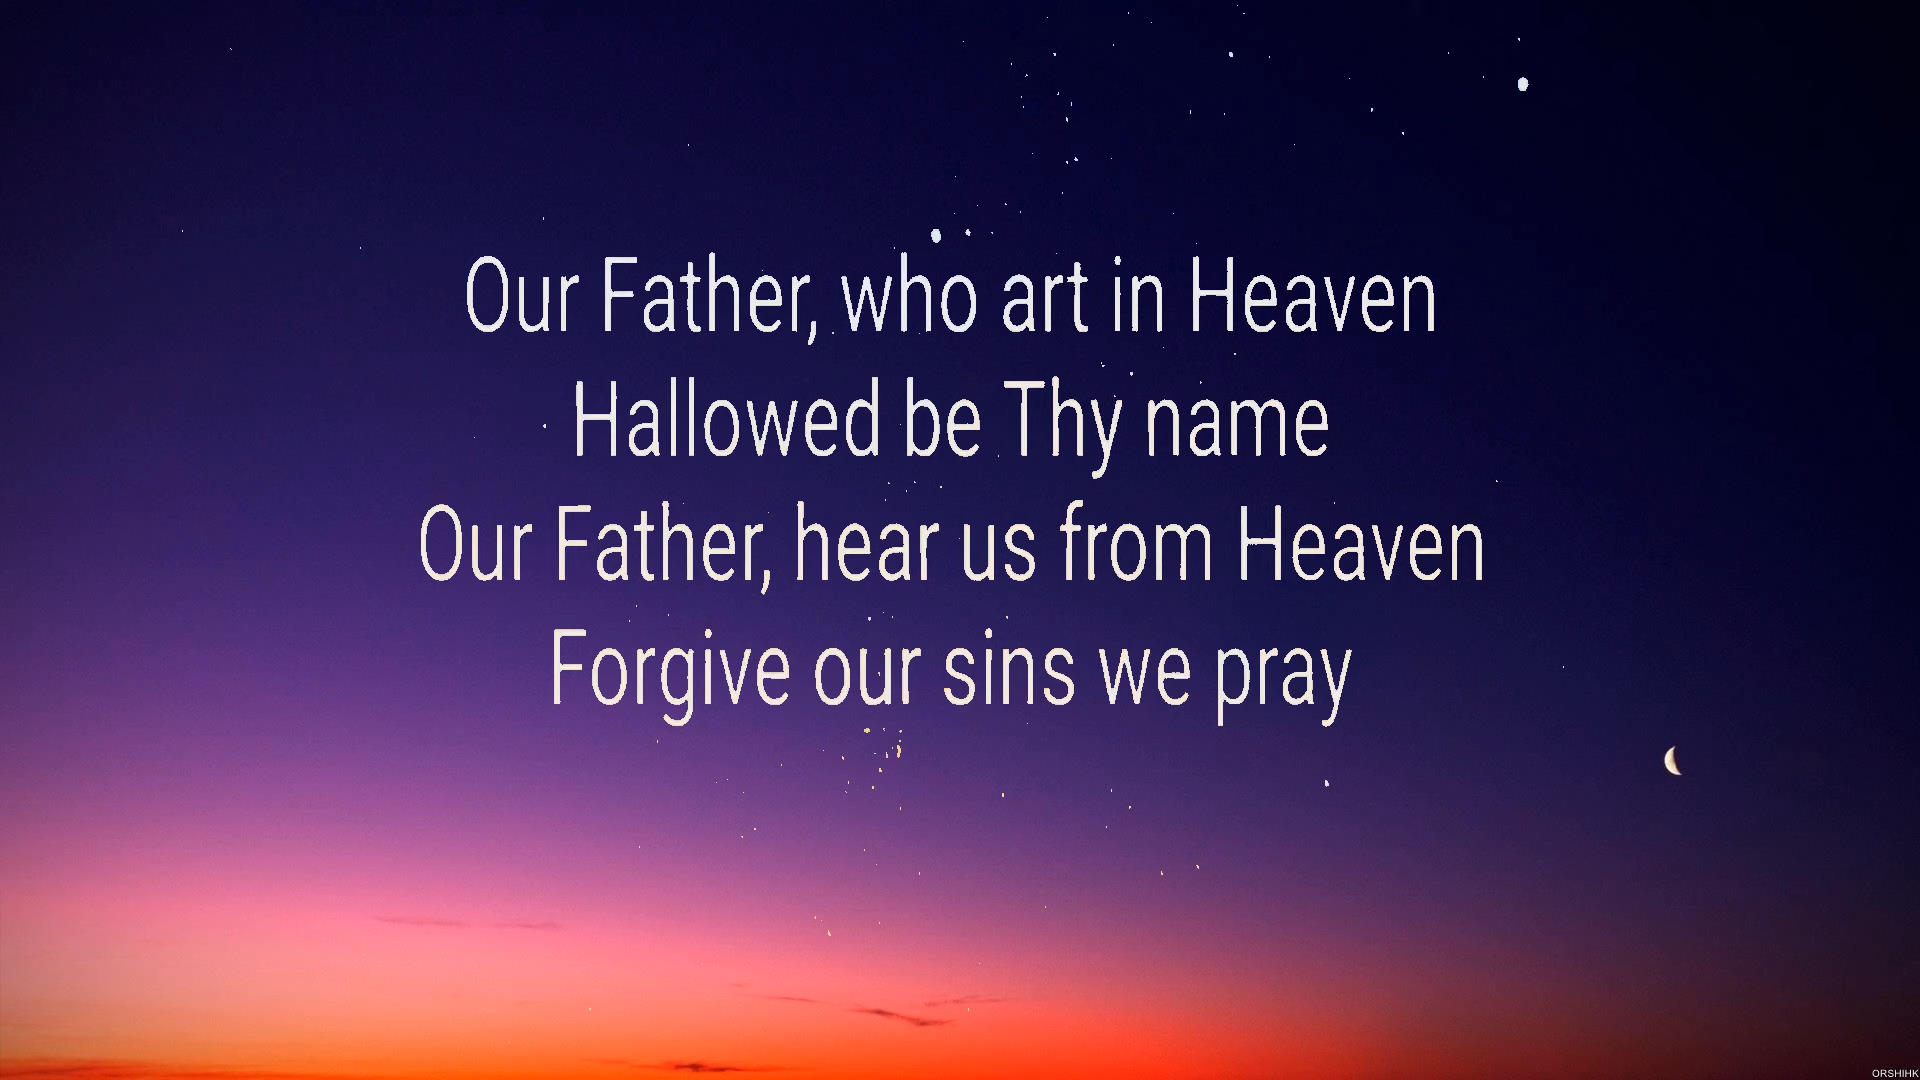 Our Father, who art in Heaven
Hallowed be Thy name
Our Father, hear us from Heaven
Forgive our sins we pray
ORSHIHK